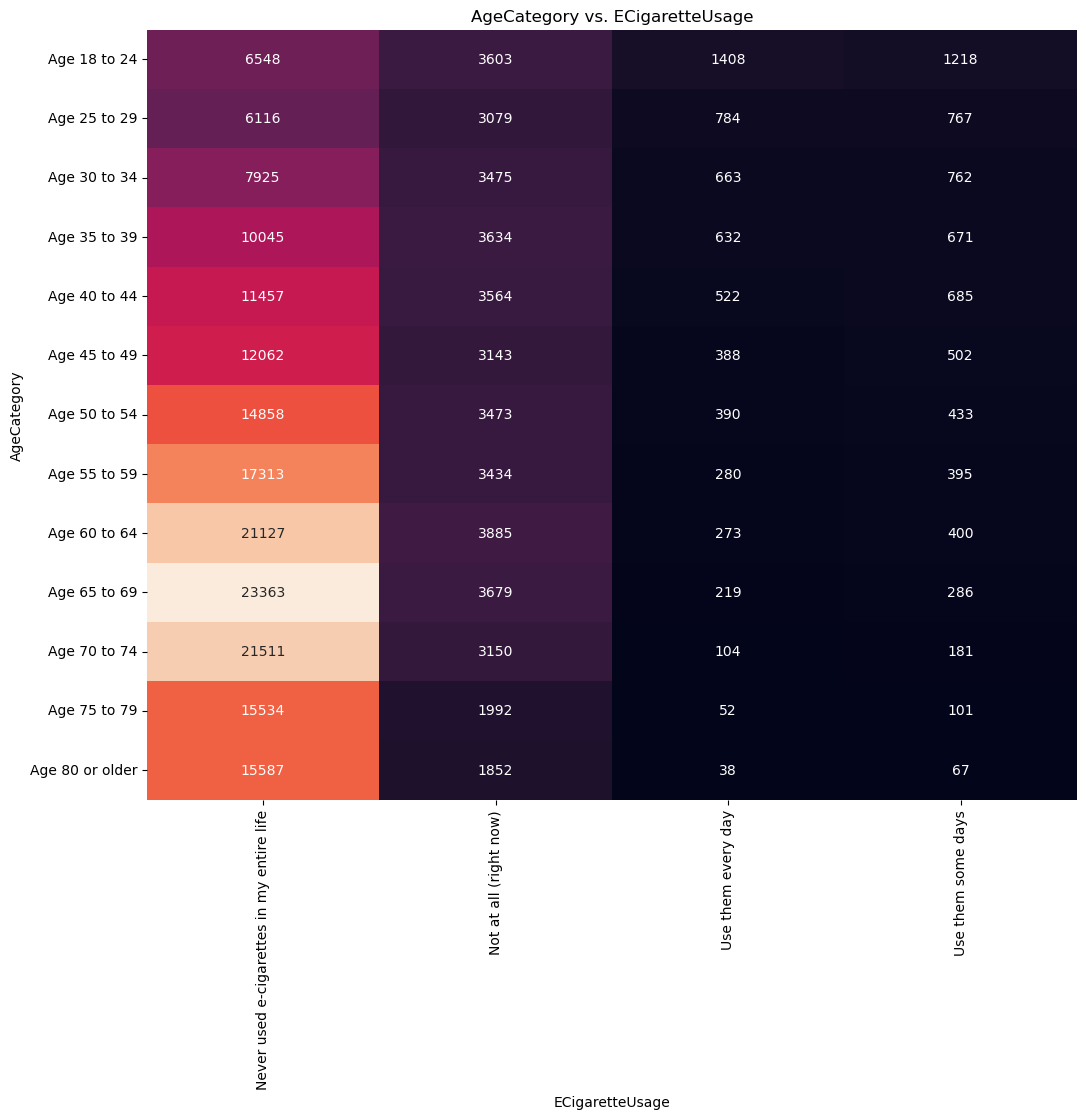 AgeCategory vs. ECigaretteUsage
AgeCategory
Age 18 to 24 6548 3603 1408 1218
Age 25 to 29 6116 3079 784 767
Age 30 to 34 7925 3475 663 762
Age 35 to 39 10045 3634 632 671
Age 40 to 44 11457 3564 522 685
Age 45 to 49 12062 3143 388 502
Age 50 to 54 14858 3473 390 433
Age 55 to 59 17313 3434 280 395
Age 60 to 64 21127 3885 273 400
Age 65 to 69 23363 3679 219 286
Age 70 to 74 21511 3150 104 181
Age 75 to 79 15534 1992 52 101
Age 80 or older 15587 1852 38 67
Never used e-cigarettes in my entire life
Not at all (right now)
Use them every day
Use them some days
ECigaretteUsage